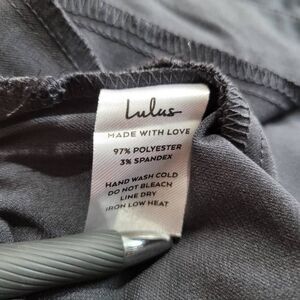 Lulus
MADE WITH LOVE
97% POLYESTER
3% SPANDEX
HAND WASH COLD
DO NOT BLEACH
LINE DRY
IRON LOW HEAT